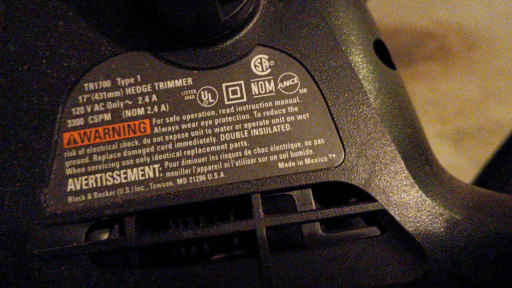 TR1700 Type 1
17" (431mm) HEDGE TRIMMER
120 V AC Only~ 2.4 A
3300 CSPM (NOM 2.4 A)
LISTED
UL
NOM
ANCE
WARNING For safe operation, read instruction manual.
Always wear eye protection. To reduce the
risk of electrical shock, do not expose unit to water or operate unit on wet
ground. Replace damaged cord immediately. DOUBLE INSULATED.
When servicing use only identical replacement parts.
AVERTISSEMENT: Pour diminuer les risques de choc électrique, ne pas
mouiller l'appareil ni l'utiliser sur un sol humide.
Black & Decker (U.S.) Inc., Towson, MD 21286 U.S.A. Made in Mexico